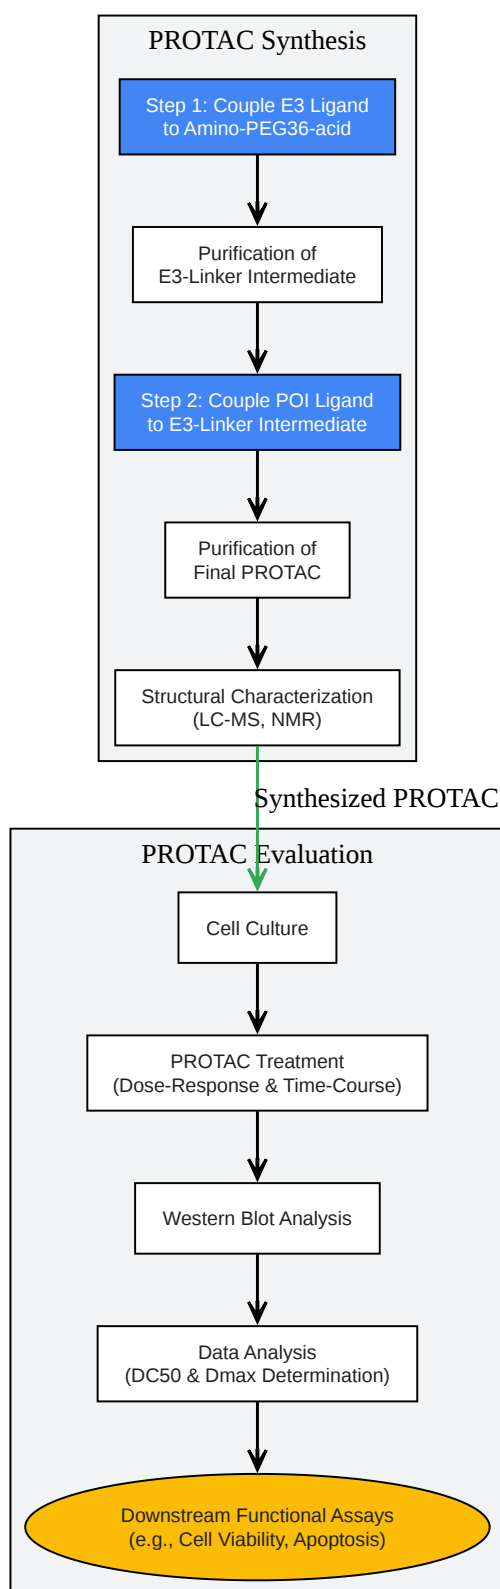 PROTAC Synthesis
Step 1: Couple E3 Ligand
to Amino-PEG36-acid
Purification of
E3-Linker Intermediate
Step 2: Couple POI Ligand
to E3-Linker Intermediate
Purification of
Final PROTAC
Structural Characterization
(LC-MS, NMR)
Synthesized PROTAC
PROTAC Evaluation
Cell Culture
PROTAC Treatment
(Dose-Response & Time-Course)
Western Blot Analysis
Data Analysis
(DC50 & Dmax Determination)
Downstream Functional Assays
(e.g., Cell Viability, Apoptosis)